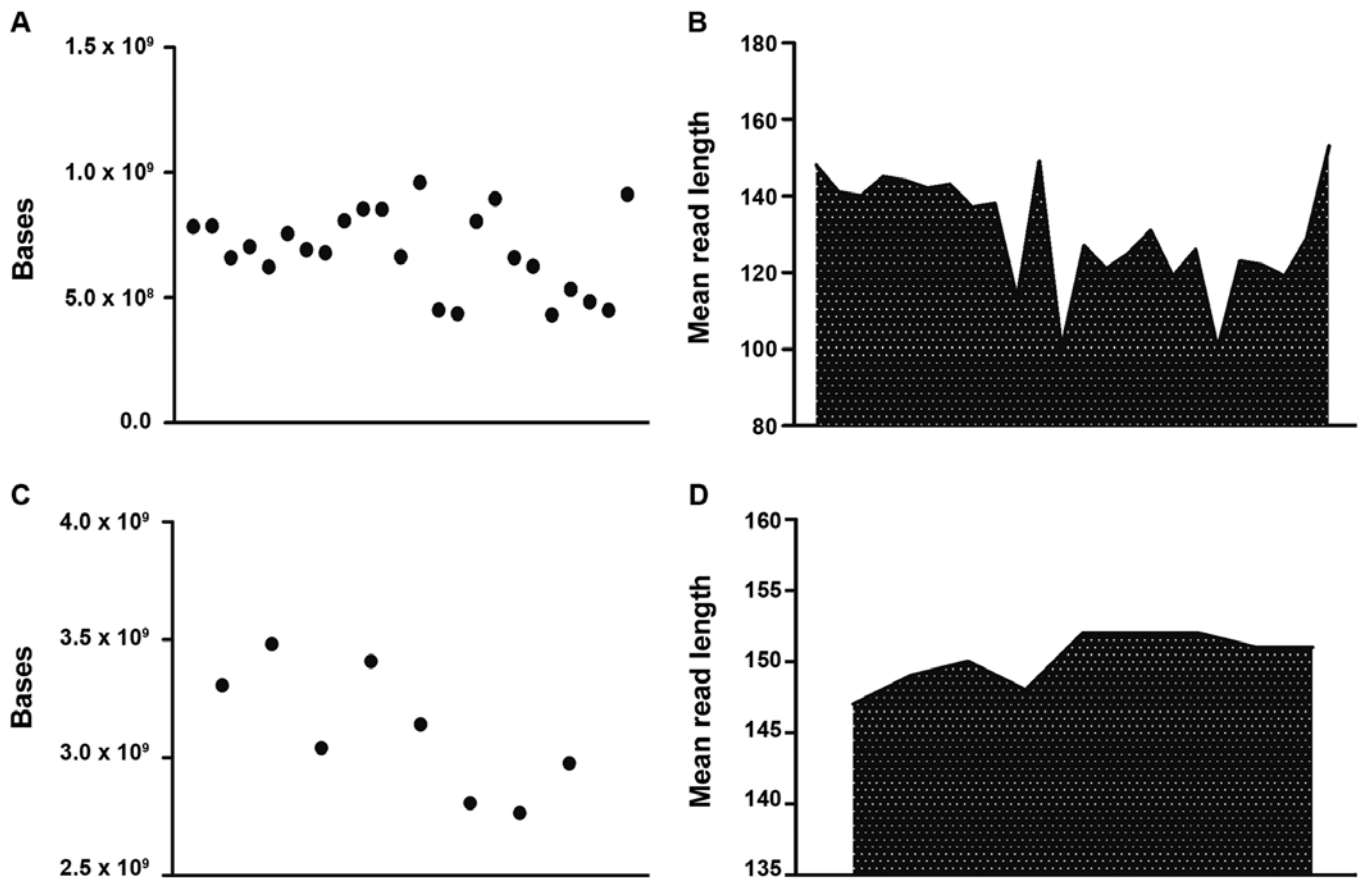 A
B
Bases
1.5 x 10⁹
1.0 x 10⁹
5.0 x 10⁸
0.0
Mean read length
180
160
140
120
100
80
C
D
Bases
4.0 x 10⁹
3.5 x 10⁹
3.0 x 10⁹
2.5 x 10⁹
Mean read length
160
155
150
145
140
135